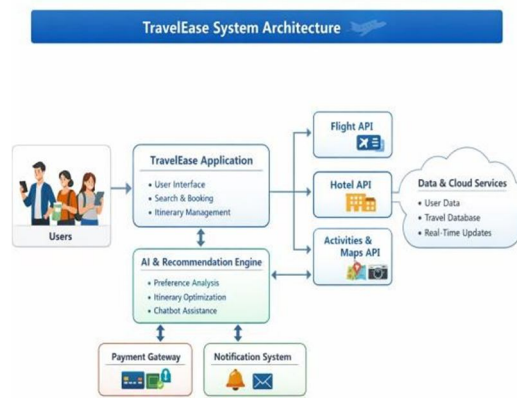 TravelEase System Architecture
Users
TravelEase Application
• User Interface
• Search & Booking
• Itinerary Management
Flight API
Hotel API
Activities &
Maps API
Data & Cloud Services
• User Data
• Travel Database
• Real-Time Updates
AI & Recommendation Engine
• Preference Analysis
• Itinerary Optimization
• Chatbot Assistance
Payment Gateway
Notification System